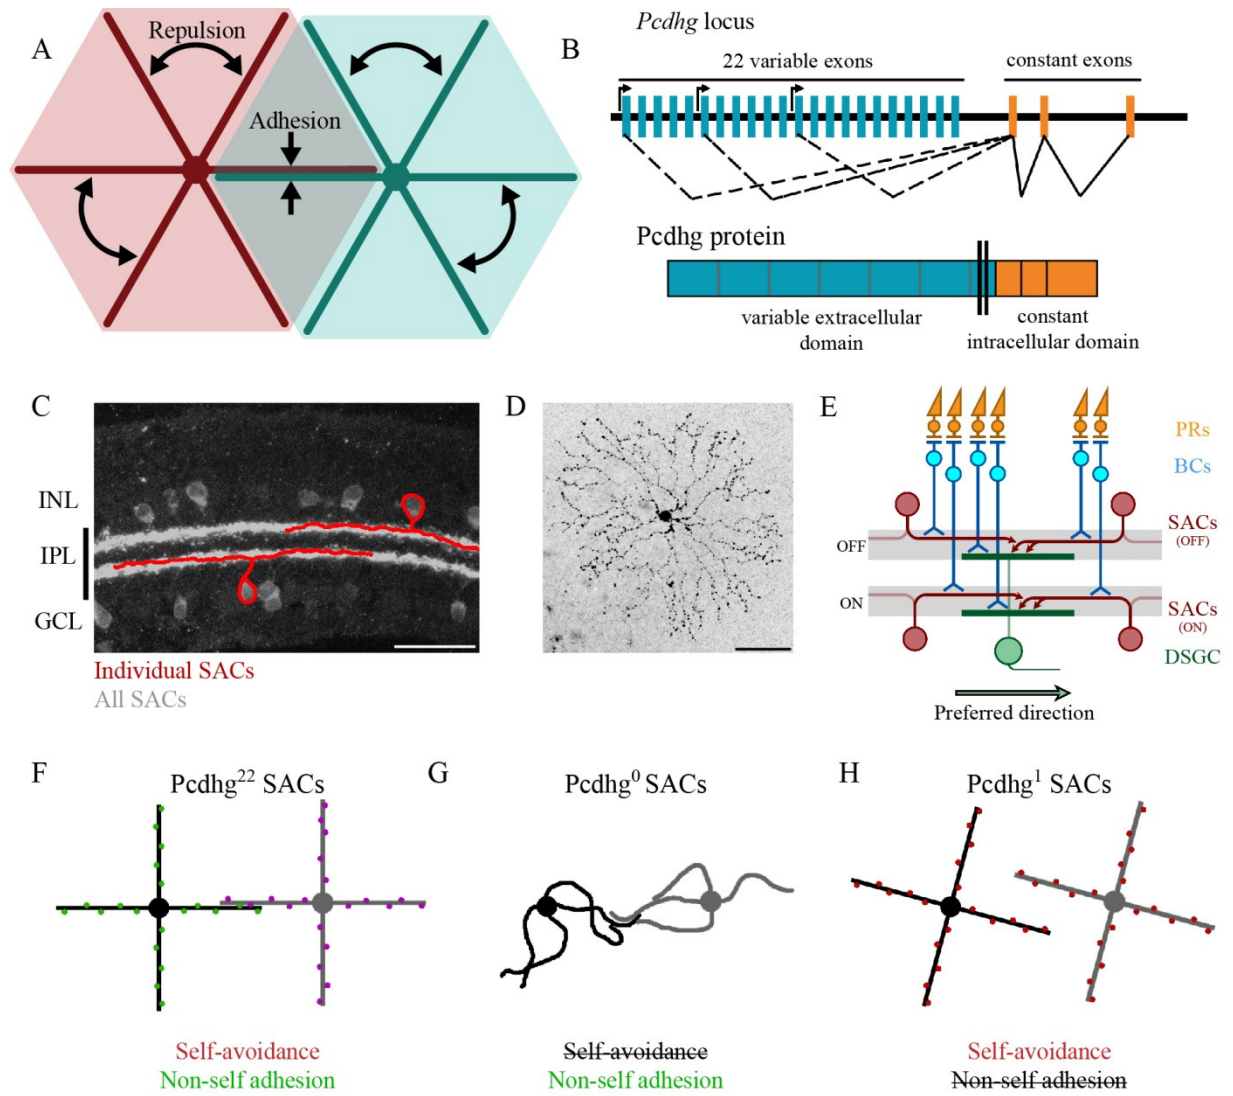 A
Repulsion
Adhesion
B
Pcdhg locus
22 variable exons
constant exons
Pcdhg protein
variable extracellular
domain
constant
intracellular domain
C
INL
IPL
GCL
Individual SACs
All SACs
D
E
PRs
BCs
OFF
SACs
(OFF)
ON
SACs
(ON)
DSGC
Preferred direction
F
Pcdhg22 SACs
Self-avoidance
Non-self adhesion
G
Pcdhg0 SACs
Self-avoidance
Non-self adhesion
H
Pcdhg1 SACs
Self-avoidance
Non-self adhesion